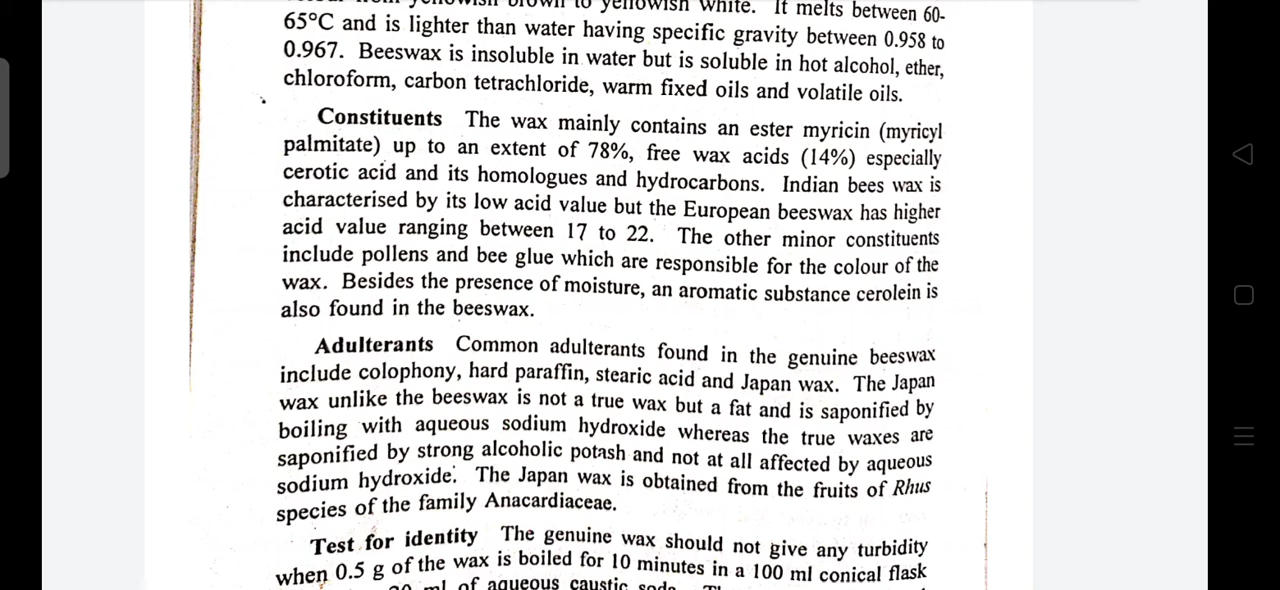 yellowish brown to yellowish white. It melts between 60-
65°C and is lighter than water having specific gravity between 0.958 to
0.967. Beeswax is insoluble in water but is soluble in hot alcohol, ether,
chloroform, carbon tetrachloride, warm fixed oils and volatile oils.
Constituents The wax mainly contains an ester myricin (myricyl
palmitate) up to an extent of 78%, free wax acids (14%) especially
cerotic acid and its homologues and hydrocarbons. Indian bees wax is
characterised by its low acid value but the European beeswax has higher
acid value ranging between 17 to 22. The other minor constituents
include pollens and bee glue which are responsible for the colour of the
wax. Besides the presence of moisture, an aromatic substance cerolein is
also found in the beeswax.
Adulterants Common adulterants found in the genuine beeswax
include colophony, hard paraffin, stearic acid and Japan wax. The Japan
wax unlike the beeswax is not a true wax but a fat and is saponified by
boiling with aqueous sodium hydroxide whereas the true waxes are
saponified by strong alcoholic potash and not at all affected by aqueous
sodium hydroxide. The Japan wax is obtained from the fruits of Rhus
species of the family Anacardiaceae.
Test for identity The genuine wax should not give any turbidity
when 0.5 g of the wax is boiled for 10 minutes in a 100 ml conical flask
ml of aqueous caustic